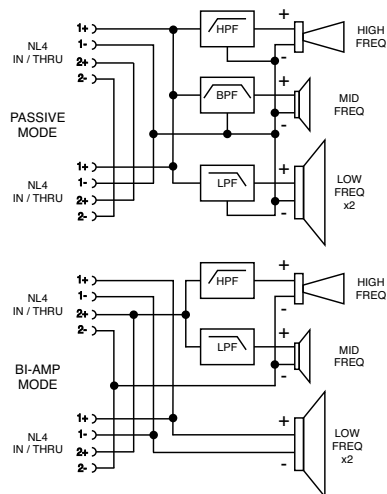 1+
NL4 1-
IN / THRU 2+
2-
PASSIVE
MODE
1+
NL4 1-
IN / THRU 2+
2-
HPF
+
-
HIGH
FREQ
BPF
+
-
MID
FREQ
LPF
+
-
LOW
FREQ
x2
1+
NL4 1-
IN / THRU 2+
2-
BI-AMP
MODE
1+
NL4 1-
IN / THRU 2+
2-
HPF
+
-
HIGH
FREQ
LPF
+
-
MID
FREQ
+
-
LOW
FREQ
x2